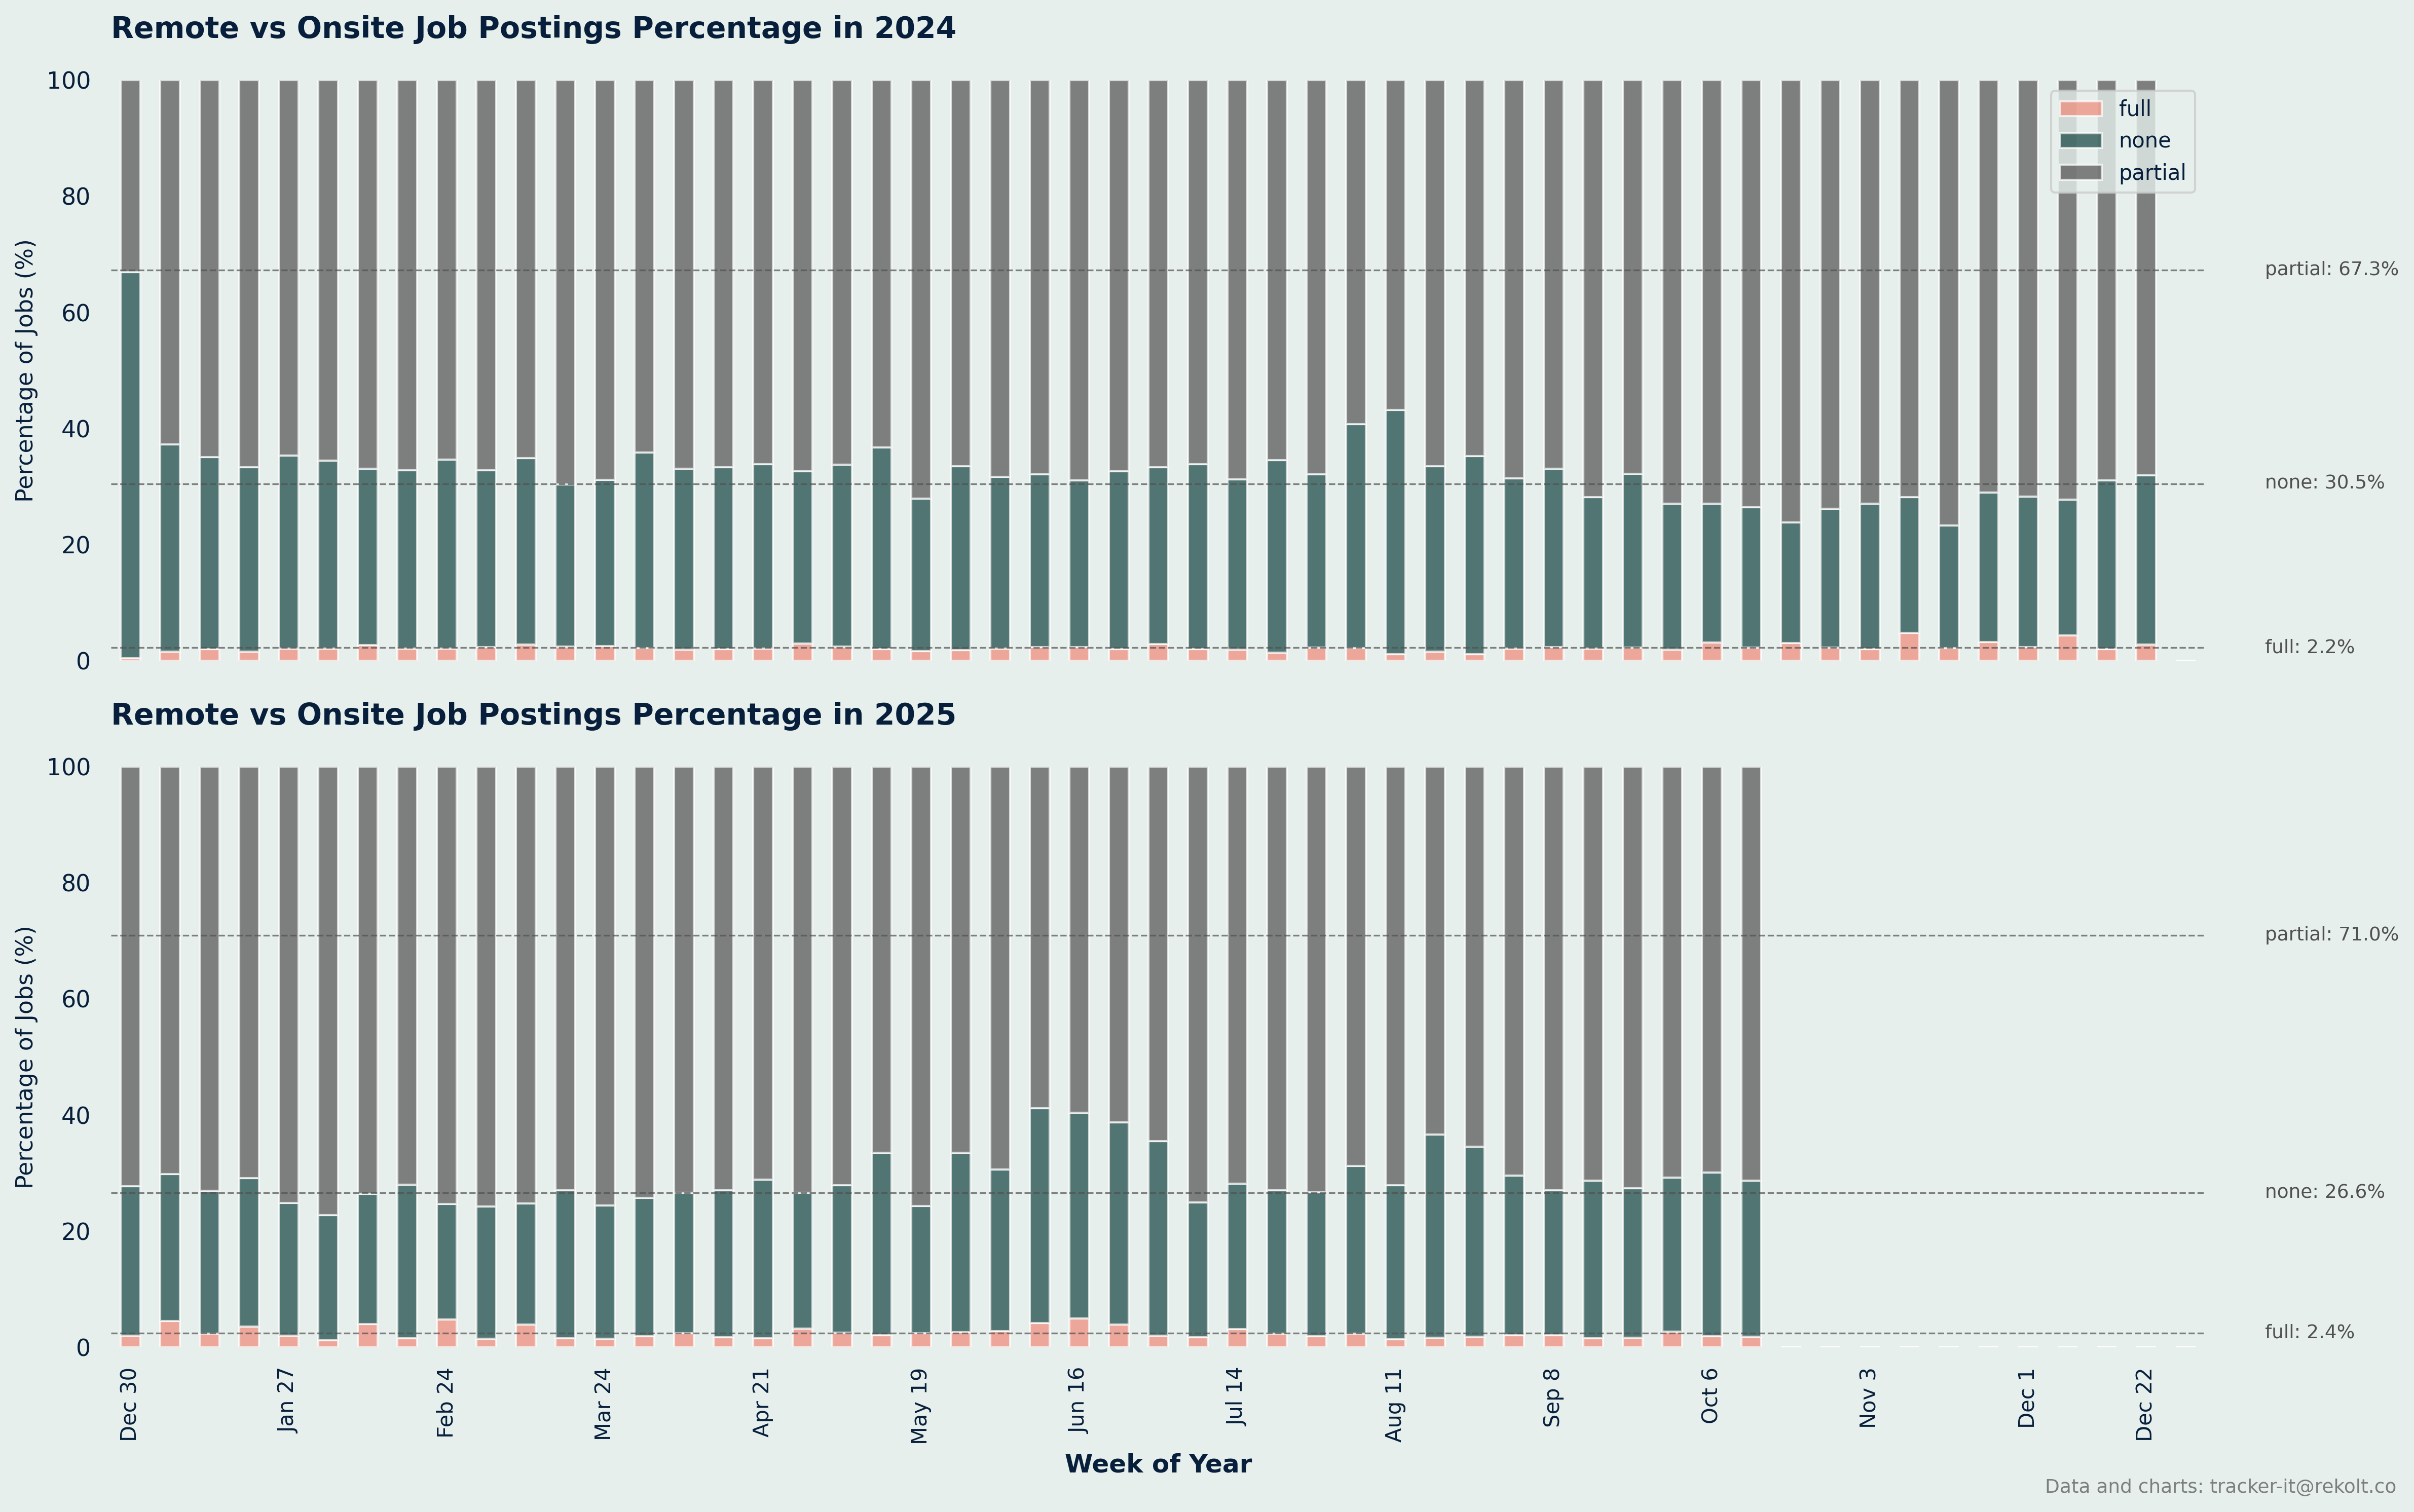 Remote vs Onsite Job Postings Percentage in 2024
Percentage of Jobs (%)
100
80
60
40
20
0
full
none
partial
partial: 67.3%
none: 30.5%
full: 2.2%
Remote vs Onsite Job Postings Percentage in 2025
Percentage of Jobs (%)
100
80
60
40
20
0
partial: 71.0%
none: 26.6%
full: 2.4%
Dec 30
Jan 27
Feb 24
Mar 24
Apr 21
May 19
Jun 16
Jul 14
Aug 11
Sep 8
Oct 6
Nov 3
Dec 1
Dec 22
Week of Year
Data and charts: tracker-it@rekolt.co